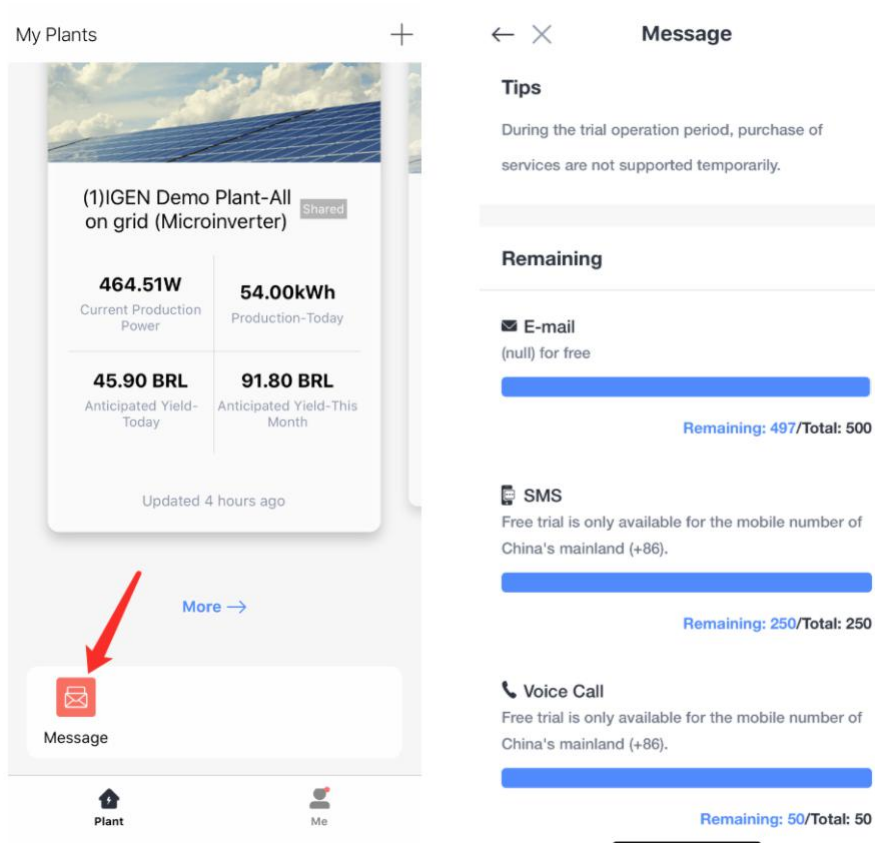 My Plants
(1)IGEN Demo Plant-All
on grid (Microinverter)
Shared
464.51W
Current Production
Power
54.00kWh
Production-Today
45.90 BRL
Anticipated Yield-
Today
91.80 BRL
Anticipated Yield-This
Month
Updated 4 hours ago
More →
Message
Plant
Me
Message
Tips
During the trial operation period, purchase of
services are not supported temporarily.
Remaining
E-mail
(null) for free
Remaining: 497/Total: 500
SMS
Free trial is only available for the mobile number of
China's mainland (+86).
Remaining: 250/Total: 250
Voice Call
Free trial is only available for the mobile number of
China's mainland (+86).
Remaining: 50/Total: 50